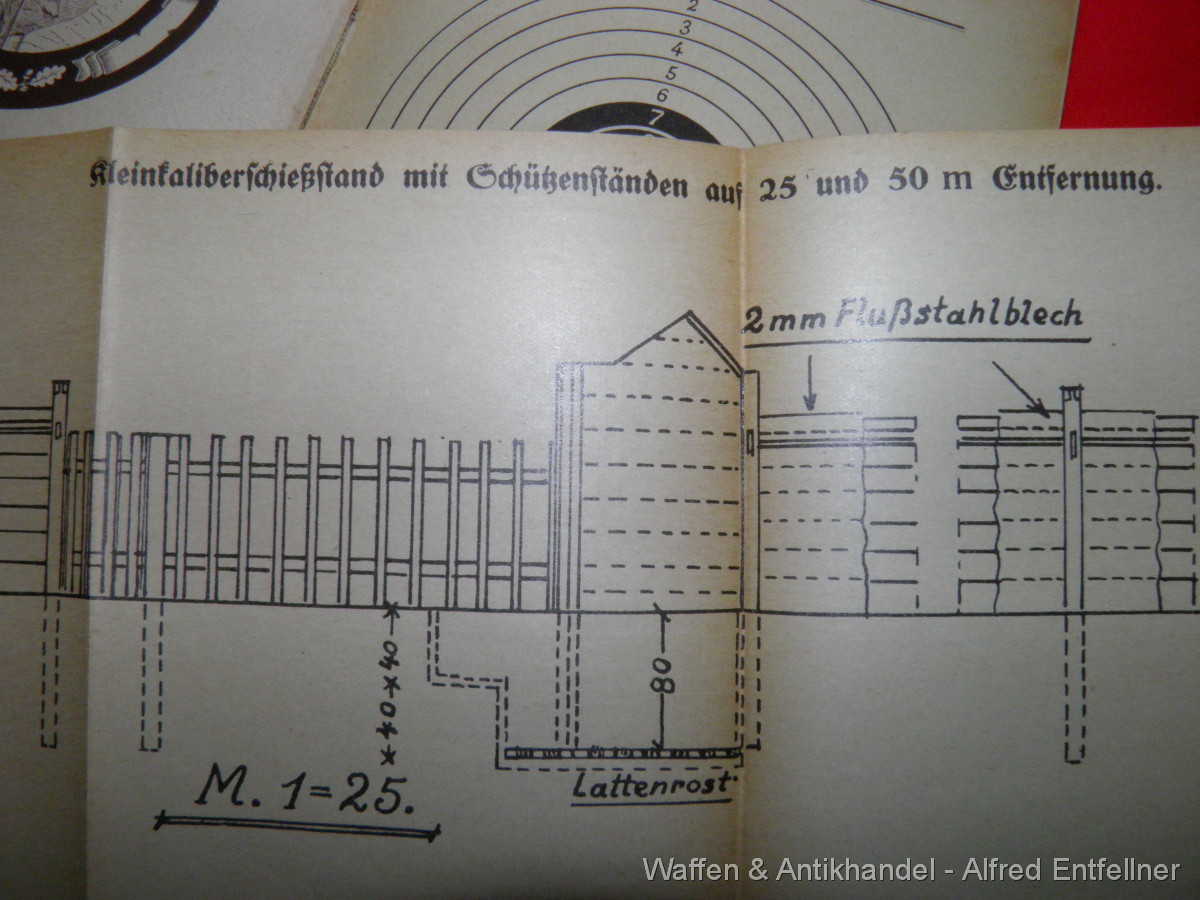 2
3
4
5
6
7
Kleinkaliberschießstand mit Schützenständen auf 25 und 50 m Entfernung.
2mm Flußstahlblech
40
40
80
Lattenrost
M. 1=25.
Waffen & Antikhandel - Alfred Entfellner